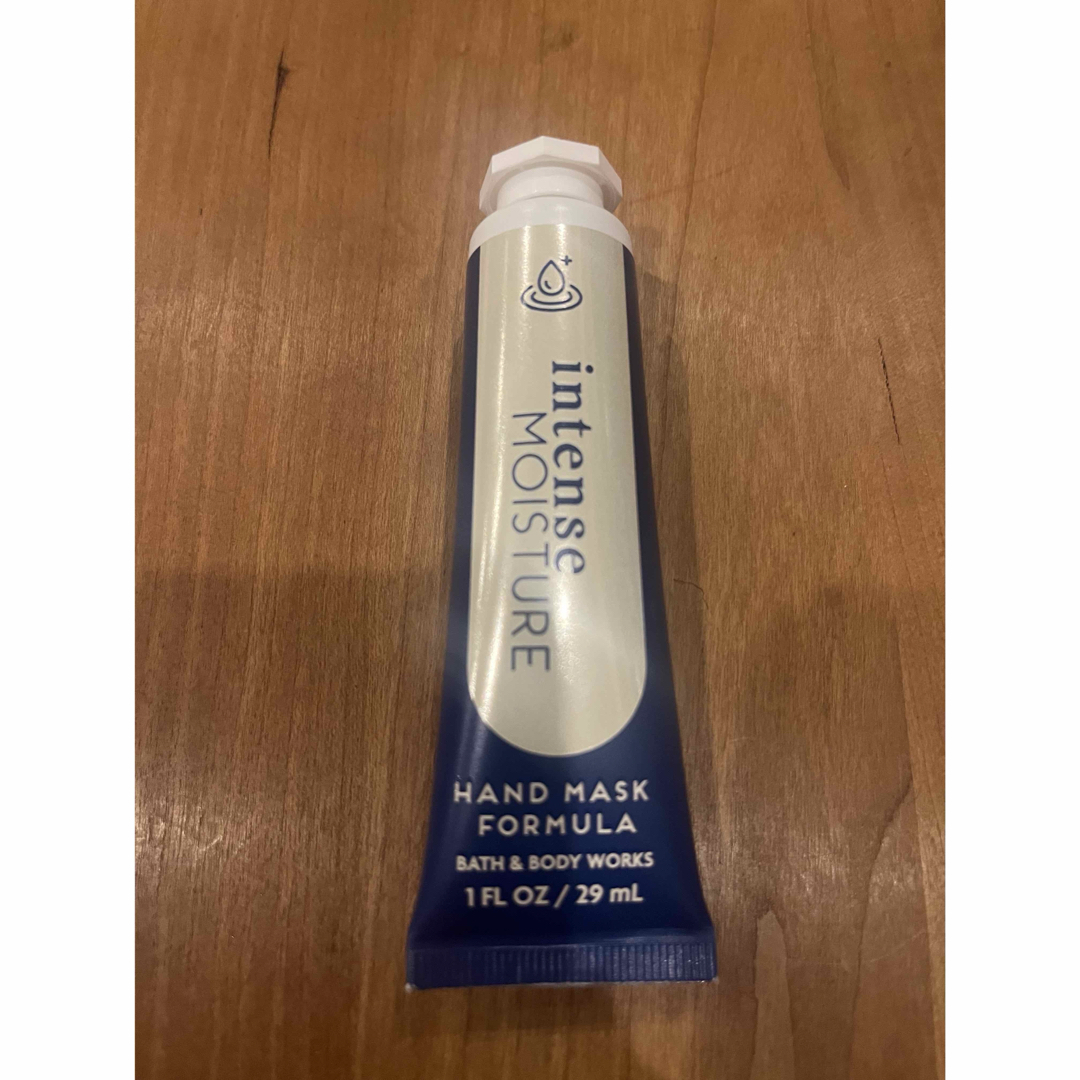 intense
MOISTURE
HAND MASK
FORMULA
BATH & BODY WORKS
1 FL OZ / 29 mL